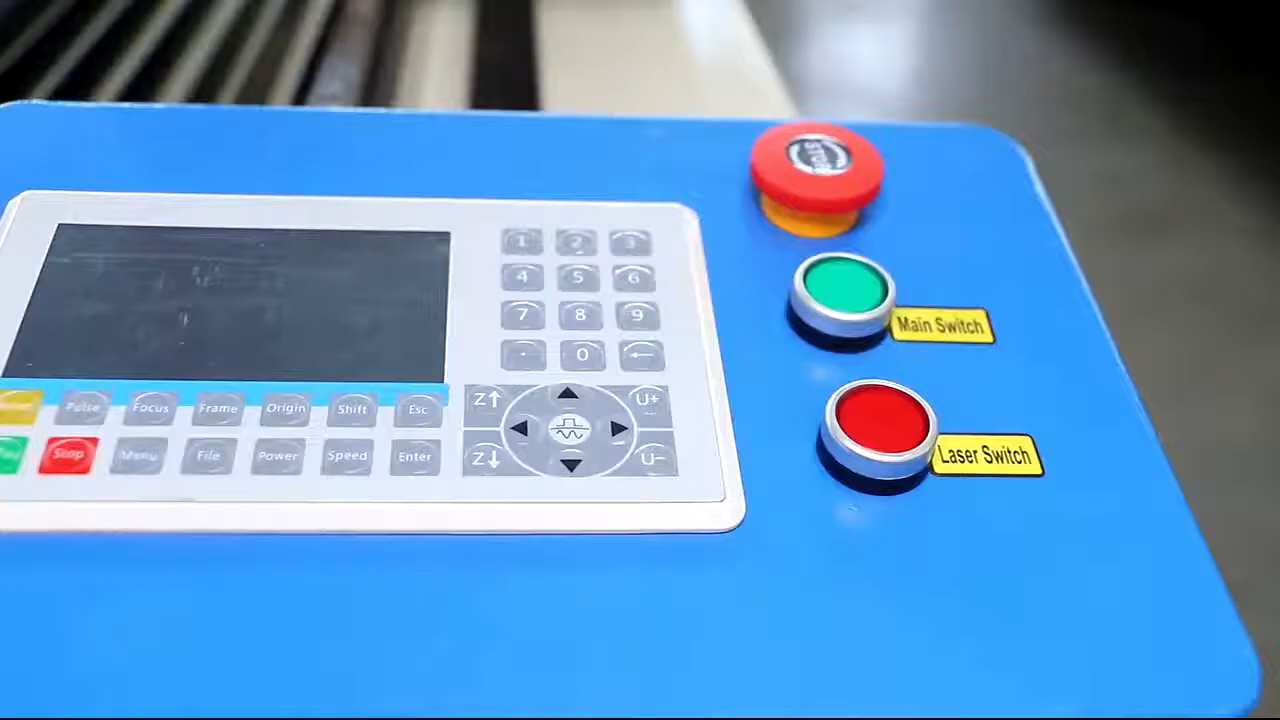 STOP
1 2 3
4 5 6
7 8 9
. 0 ←
Main Switch
Pulse Focus Frame Origin Shift Esc
Stop Menu File Power Speed Enter
Z↑ U+
Z↓ U−
Laser Switch